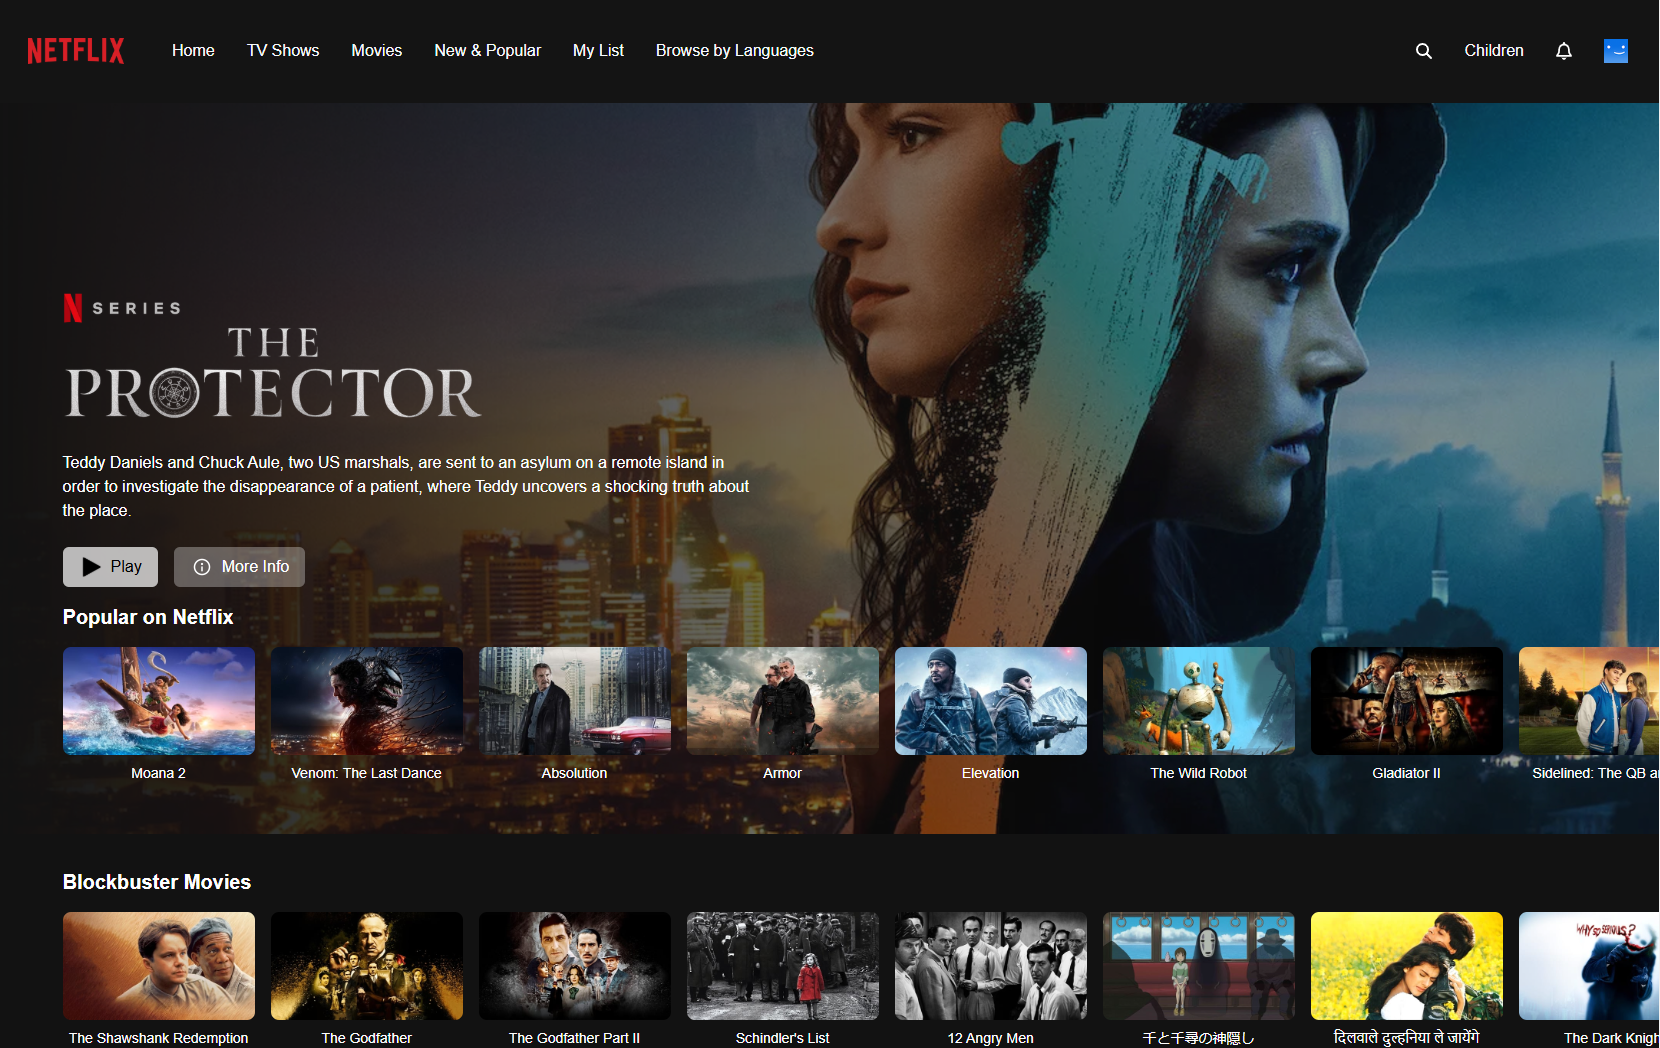 NETFLIX
Home
TV Shows
Movies
New & Popular
My List
Browse by Languages
Children
N SERIES
THE
PROTECTOR
Teddy Daniels and Chuck Aule, two US marshals, are sent to an asylum on a remote island in
order to investigate the disappearance of a patient, where Teddy uncovers a shocking truth about
the place.
Play
More Info
Popular on Netflix
Moana 2
Venom: The Last Dance
Absolution
Armor
Elevation
The Wild Robot
Gladiator II
Sidelined: The QB
Blockbuster Movies
WHY SO SERIOUS?
The Shawshank Redemption
The Godfather
The Godfather Part II
Schindler's List
12 Angry Men
千と千尋の神隠し
दिलवाले दुल्हनिया ले जायेंगे
The Dark Knigh